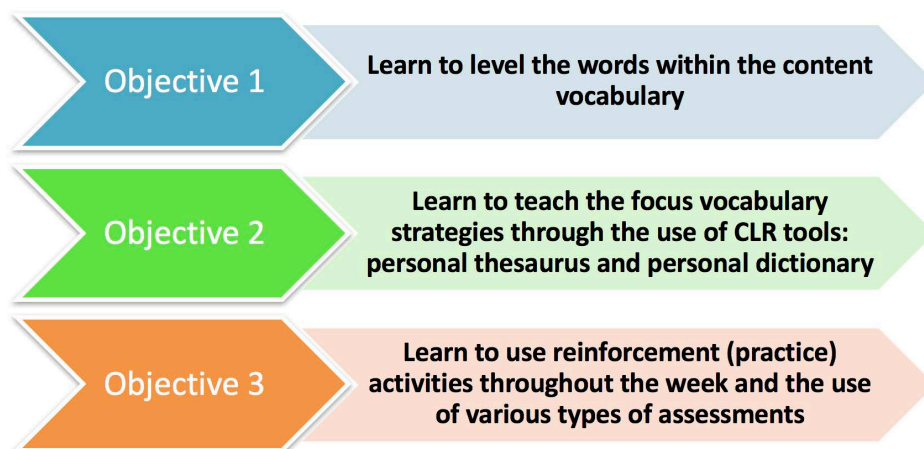 Objective 1
Learn to level the words within the content
vocabulary
Objective 2
Learn to teach the focus vocabulary
strategies through the use of CLR tools:
personal thesaurus and personal dictionary
Objective 3
Learn to use reinforcement (practice)
activities throughout the week and the use
of various types of assessments